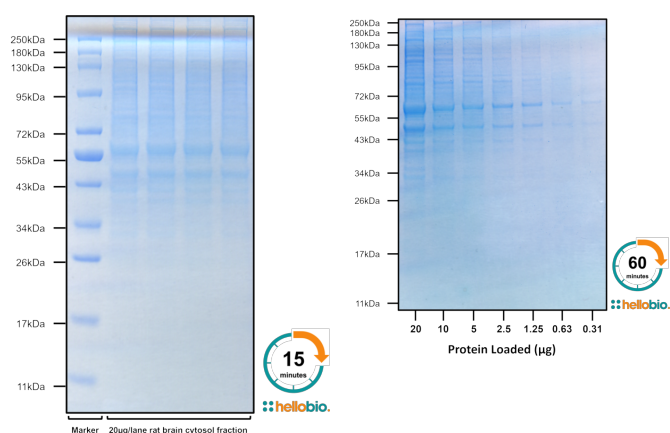 250kDa
180kDa
130kDa
95kDa
72kDa
55kDa
43kDa
34kDa
26kDa
17kDa
11kDa
Marker
20ug/lane rat brain cytosol fraction
15
minutes
hellobio.
250kDa
180kDa
130kDa
95kDa
72kDa
55kDa
43kDa
34kDa
26kDa
17kDa
11kDa
20 10 5 2.5 1.25 0.63 0.31
Protein Loaded (µg)
60
minutes
hellobio.